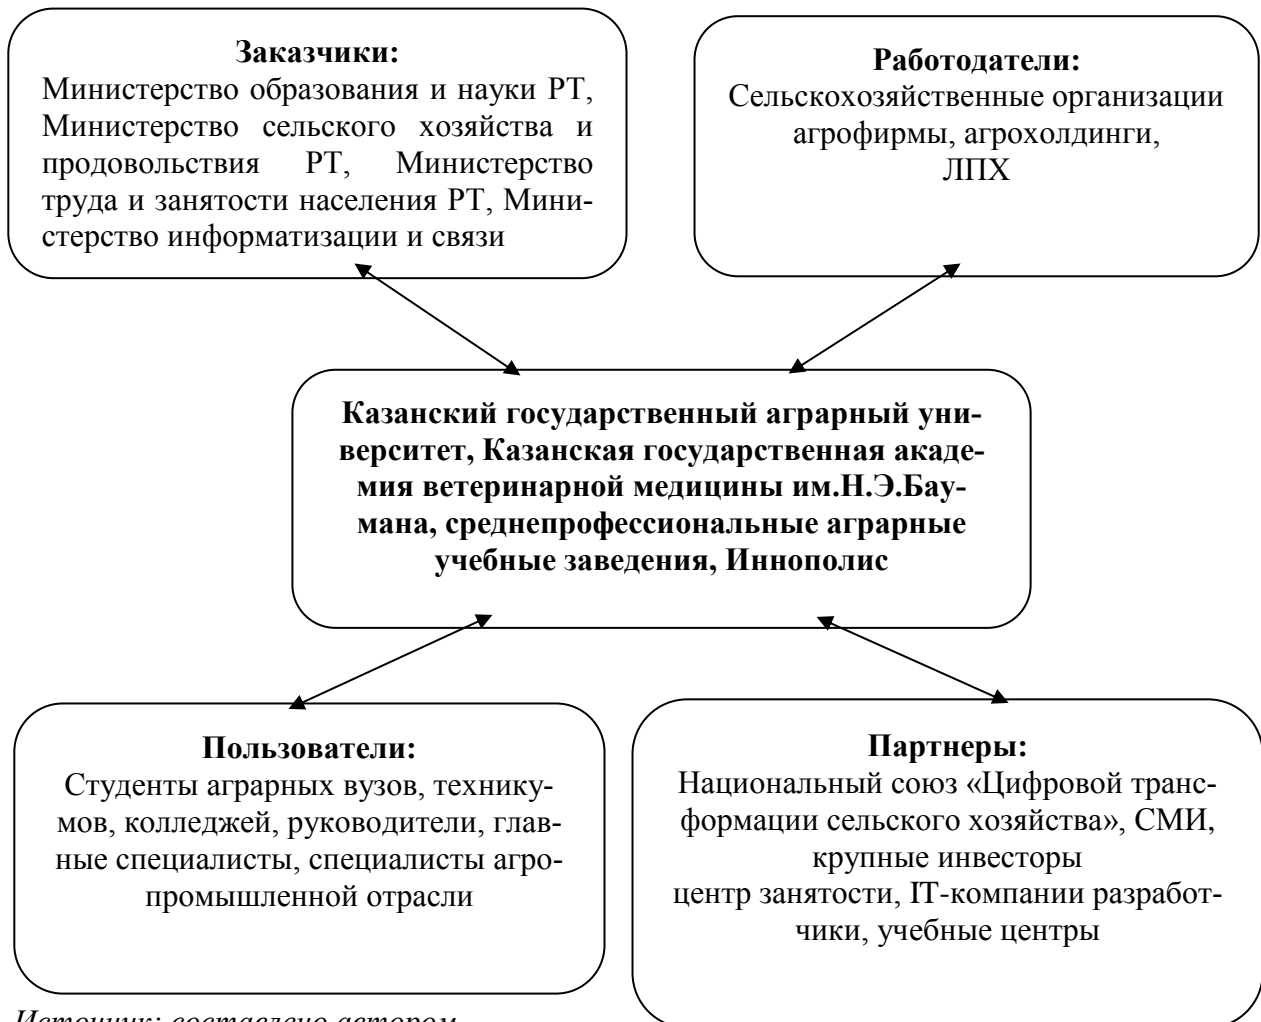 Заказчики:
Министерство образования и науки РТ,
Министерство сельского хозяйства и
продовольствия РТ, Министерство
труда и занятости населения РТ, Мини-
стерство информатизации и связи
Работодатели:
Сельскохозяйственные организации
агрофирмы, агрохолдинги,
ЛПХ
Казанский государственный аграрный уни-
верситет, Казанская государственная акаде-
мия ветеринарной медицины им.Н.Э.Бау-
мана, среднепрофессиональные аграрные
учебные заведения, Иннополис
Пользователи:
Студенты аграрных вузов, технику-
мов, колледжей, руководители, глав-
ные специалисты, специалисты агро-
промышленной отрасли
Партнеры:
Национальный союз «Цифровой транс-
формации сельского хозяйства», СМИ,
крупные инвесторы
центр занятости, IT-компании разработ-
чики, учебные центры
Источник: составлено автором